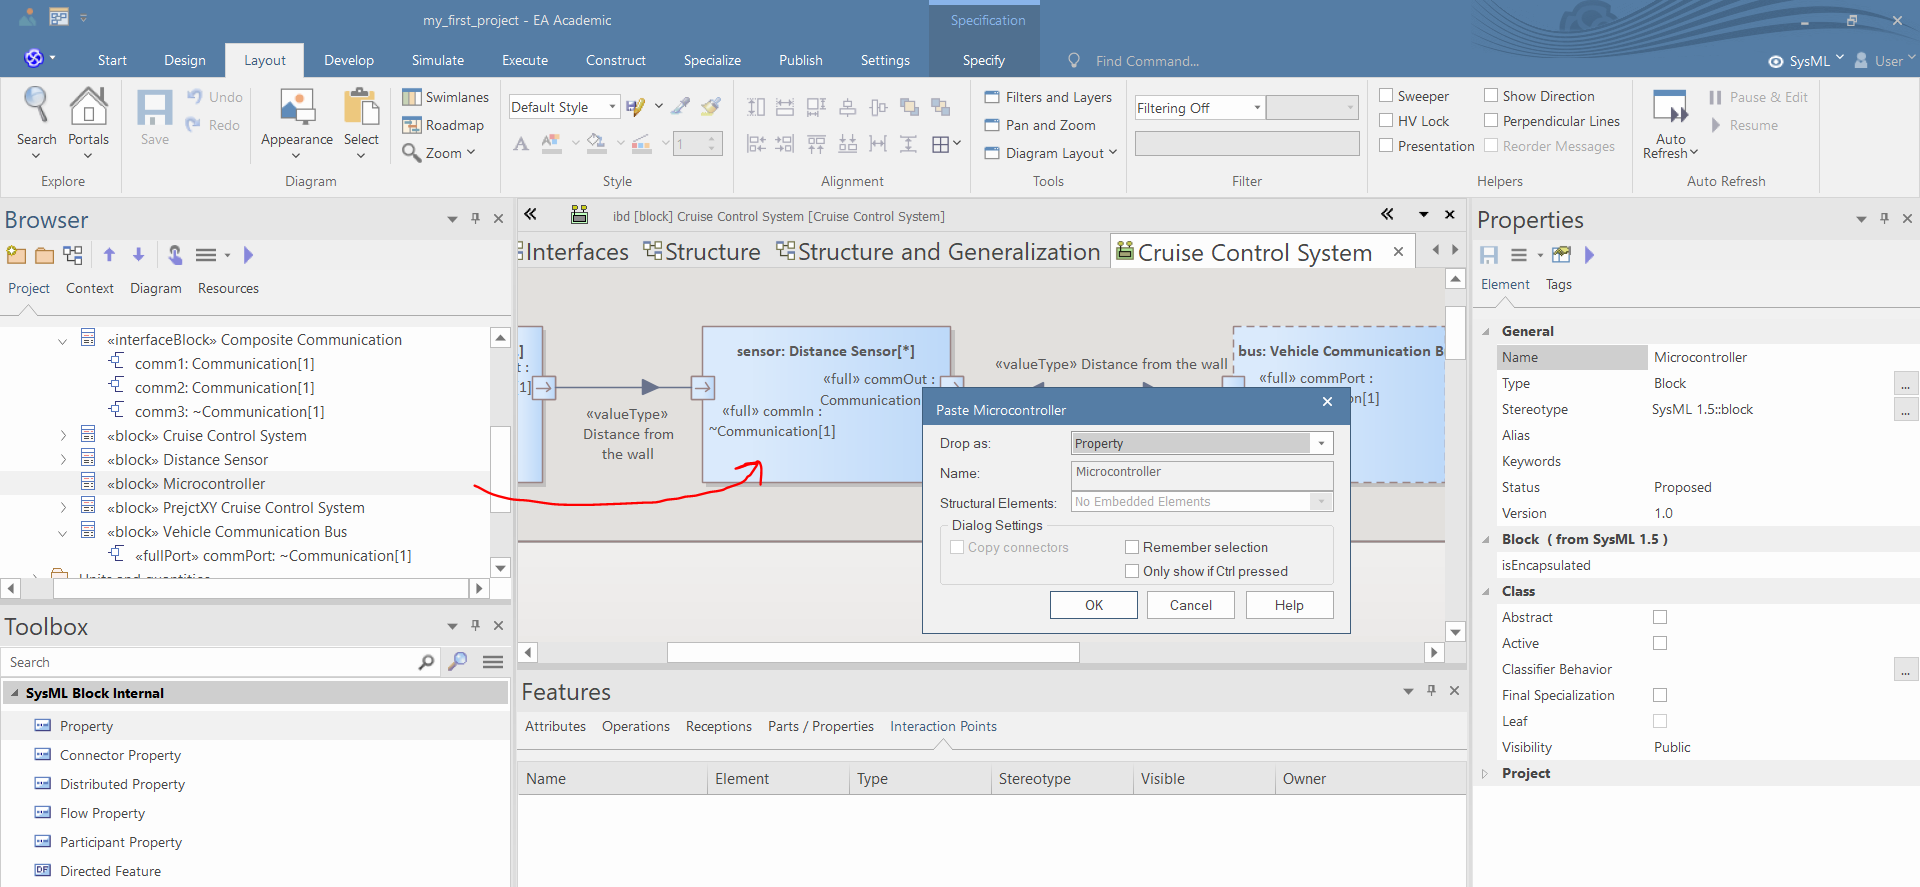 my_first_project - EA Academic
Specification
Start
Design
Layout
Develop
Simulate
Execute
Construct
Specialize
Publish
Settings
Specify
Find Command...
SysML
User
Search
Portals
Explore
Save
Undo
Redo
Appearance
Select
Swimlanes
Roadmap
Zoom
Diagram
Default Style
1
Style
Alignment
Filters and Layers
Pan and Zoom
Diagram Layout
Tools
Filtering Off
Filter
Sweeper
HV Lock
Presentation
Show Direction
Perpendicular Lines
Reorder Messages
Helpers
Auto
Refresh
Pause & Edit
Resume
Auto Refresh
Browser
Project
Context
Diagram
Resources
«interfaceBlock» Composite Communication
comm1: Communication[1]
comm2: Communication[1]
comm3: ~Communication[1]
«block» Cruise Control System
«block» Distance Sensor
«block» Microcontroller
«block» PrejctXY Cruise Control System
«block» Vehicle Communication Bus
«fullPort» commPort: ~Communication[1]
Units and quantities
Toolbox
Search
SysML Block Internal
Property
Connector Property
Distributed Property
Flow Property
Participant Property
DF Directed Feature
ibd [block] Cruise Control System [Cruise Control System]
Interfaces
Structure
Structure and Generalization
Cruise Control System
]
:
1]
«valueType»
Distance from
the wall
sensor: Distance Sensor[*]
«full» commOut :
Communication
«full» commIn :
~Communication[1]
«valueType» Distance from the wall
bus: Vehicle Communication B
«full» commPort :
on[1]
Paste Microcontroller
Drop as:
Property
Name:
Microcontroller
Structural Elements:
No Embedded Elements
Dialog Settings
Copy connectors
Remember selection
Only show if Ctrl pressed
OK
Cancel
Help
Features
Attributes
Operations
Receptions
Parts / Properties
Interaction Points
Name
Element
Type
Stereotype
Visible
Owner
Properties
Element
Tags
General
Name
Microcontroller
Type
Block
...
Stereotype
SysML 1.5::block
...
Alias
Keywords
Status
Proposed
Version
1.0
Block ( from SysML 1.5 )
isEncapsulated
Class
Abstract
Active
Classifier Behavior
...
Final Specialization
Leaf
Visibility
Public
Project